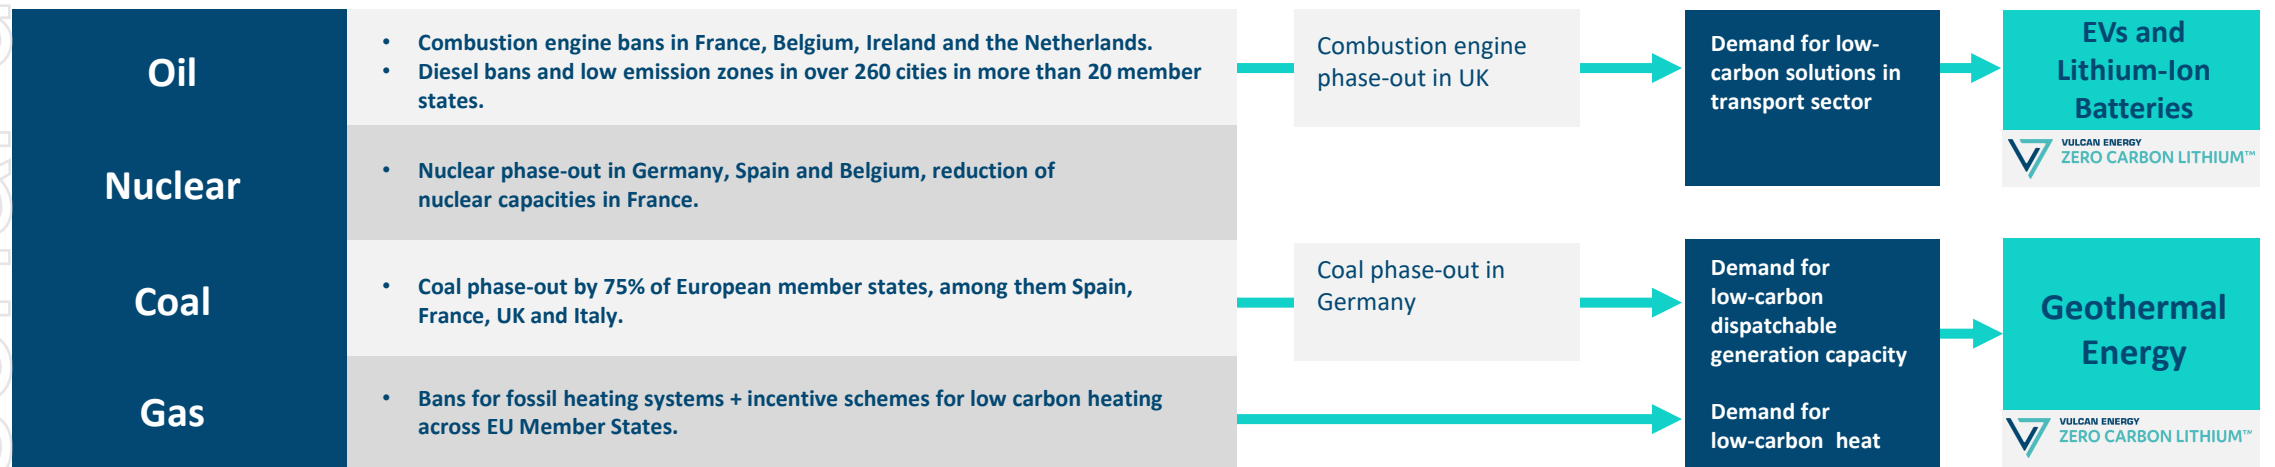 Oil
• Combustion engine bans in France, Belgium, Ireland and the Netherlands.
• Diesel bans and low emission zones in over 260 cities in more than 20 member
states.
Combustion engine
phase-out in UK
Demand for low-
carbon solutions in
transport sector
EVs and
Lithium-Ion
Batteries
VULCAN ENERGY
ZERO CARBON LITHIUM™
Nuclear
• Nuclear phase-out in Germany, Spain and Belgium, reduction of
nuclear capacities in France.
Coal
• Coal phase-out by 75% of European member states, among them Spain,
France, UK and Italy.
Coal phase-out in
Germany
Demand for
low-carbon
dispatchable
generation capacity
Geothermal
Energy
Gas
• Bans for fossil heating systems + incentive schemes for low carbon heating
across EU Member States.
Demand for
low-carbon heat
VULCAN ENERGY
ZERO CARBON LITHIUM™